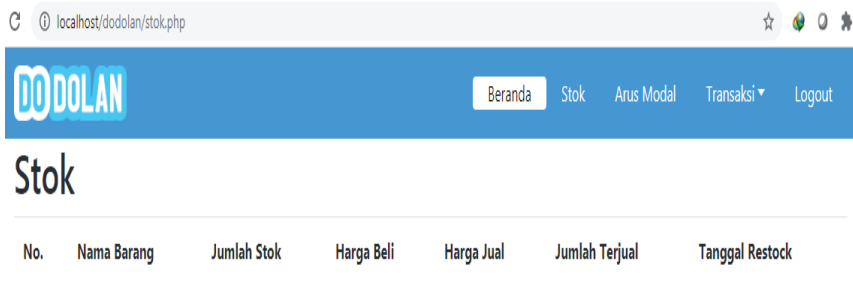 localhost/dodolan/stok.php
DODOLAN Beranda Stok Arus Modal Transaksi Logout
Stok
No. Nama Barang Jumlah Stok Harga Beli Harga Jual Jumlah Terjual Tanggal Restock